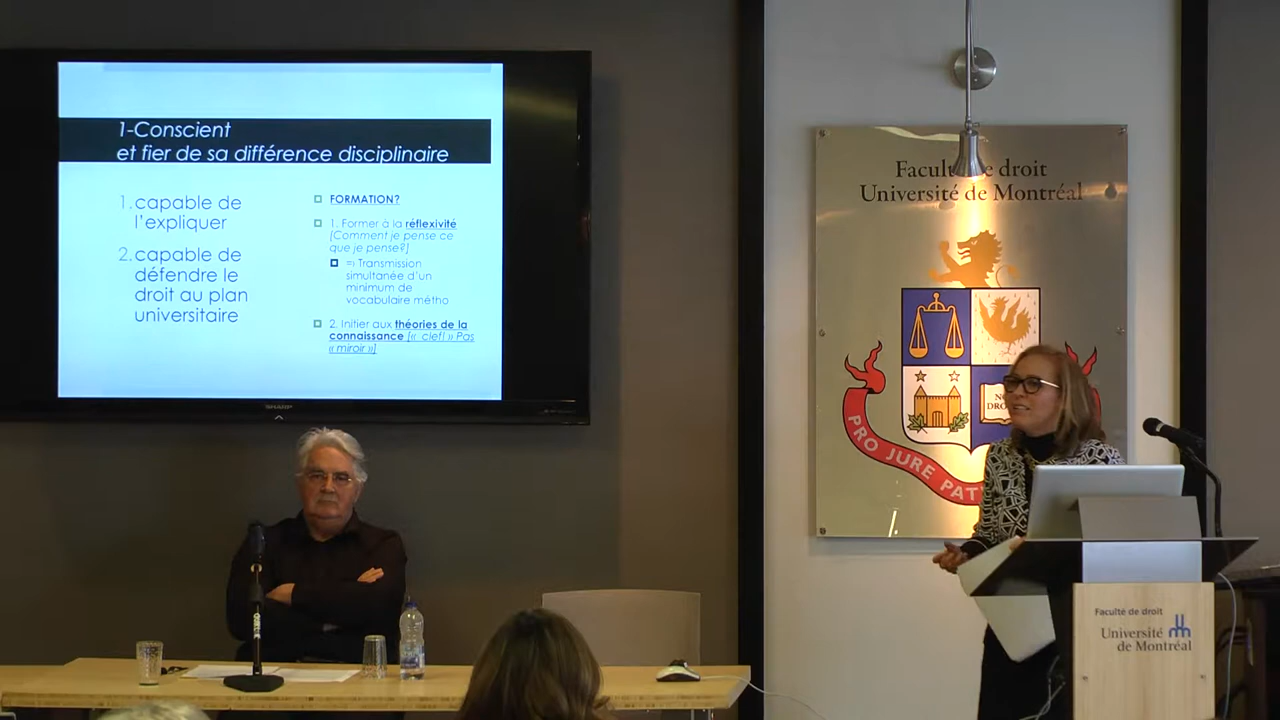 1-Conscient
et fier de sa différence disciplinaire
1. capable de
l'expliquer
2. capable de
défendre le
droit au plan
universitaire
FORMATION?
1. Former à la réflexivité
[Comment je pense ce
que je pense?]
=> Transmission
simultanée d'un
minimum de
vocabulaire métho
2. Initier aux théories de la
connaissance [« clef! » Pas
« miroir »]
SHARP
Faculté de droit
Université de Montréal
PRO JURE PAT
Faculté de droit
Université
de Montréal